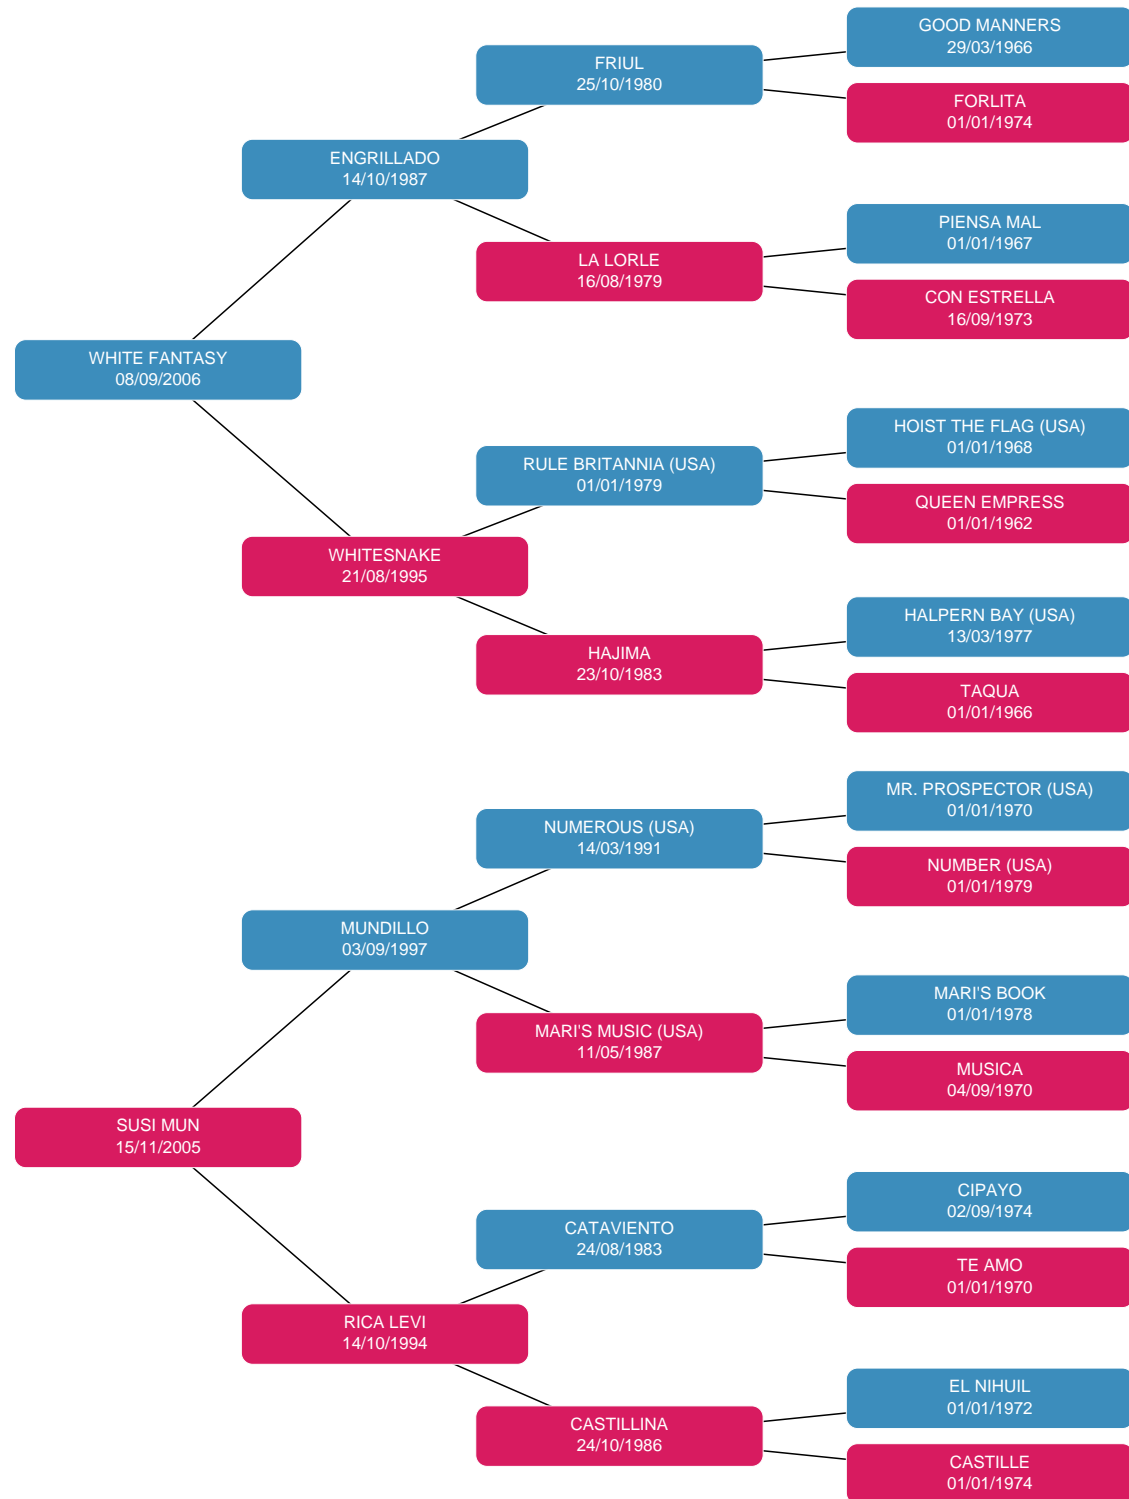 GOOD MANNERS
29/03/1966
FRIUL
25/10/1980
FORLITA
01/01/1974
ENGRILLADO
14/10/1987
PIENSA MAL
01/01/1967
LA LORLE
16/08/1979
CON ESTRELLA
16/09/1973
WHITE FANTASY
08/09/2006
HOIST THE FLAG (USA)
01/01/1968
RULE BRITANNIA (USA)
01/01/1979
QUEEN EMPRESS
01/01/1962
WHITESNAKE
21/08/1995
HALPERN BAY (USA)
13/03/1977
HAJIMA
23/10/1983
TAQUA
01/01/1966
MR. PROSPECTOR (USA)
01/01/1970
NUMEROUS (USA)
14/03/1991
NUMBER (USA)
01/01/1979
MUNDILLO
03/09/1997
MARI'S BOOK
01/01/1978
MARI'S MUSIC (USA)
11/05/1987
MUSICA
04/09/1970
SUSI MUN
15/11/2005
CIPAYO
02/09/1974
CATAVIENTO
24/08/1983
TE AMO
01/01/1970
RICA LEVI
14/10/1994
EL NIHUIL
01/01/1972
CASTILLINA
24/10/1986
CASTILLE
01/01/1974